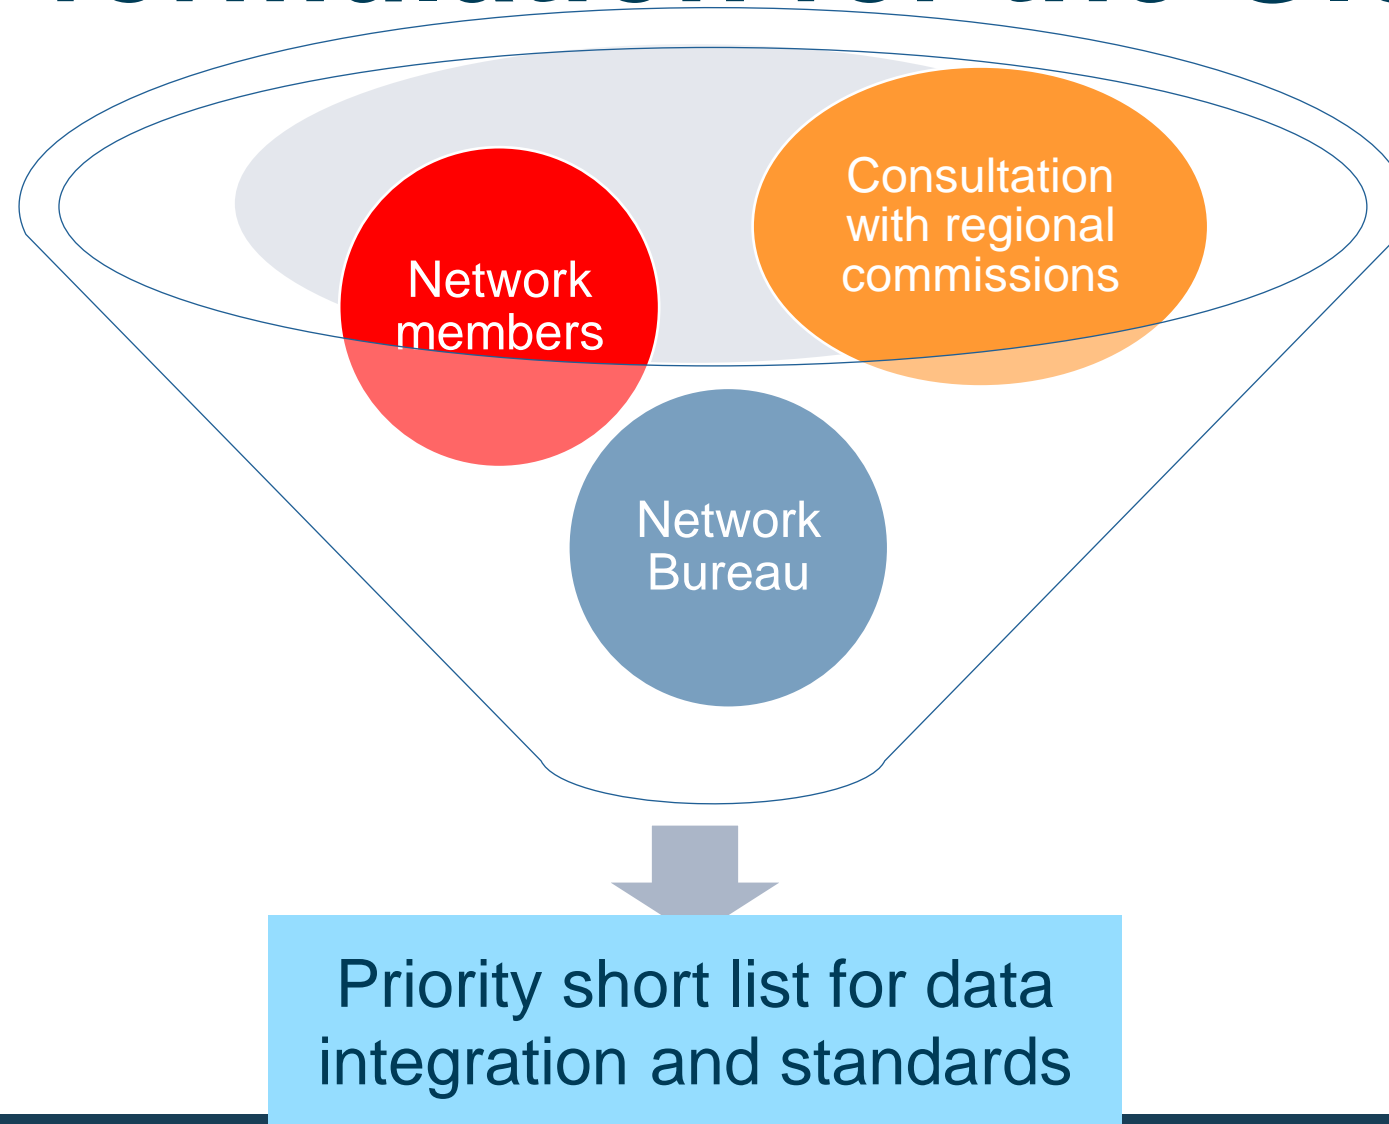 Consultation
with regional
commissions
Network
members
Network
Bureau
Priority short list for data
integration and standards